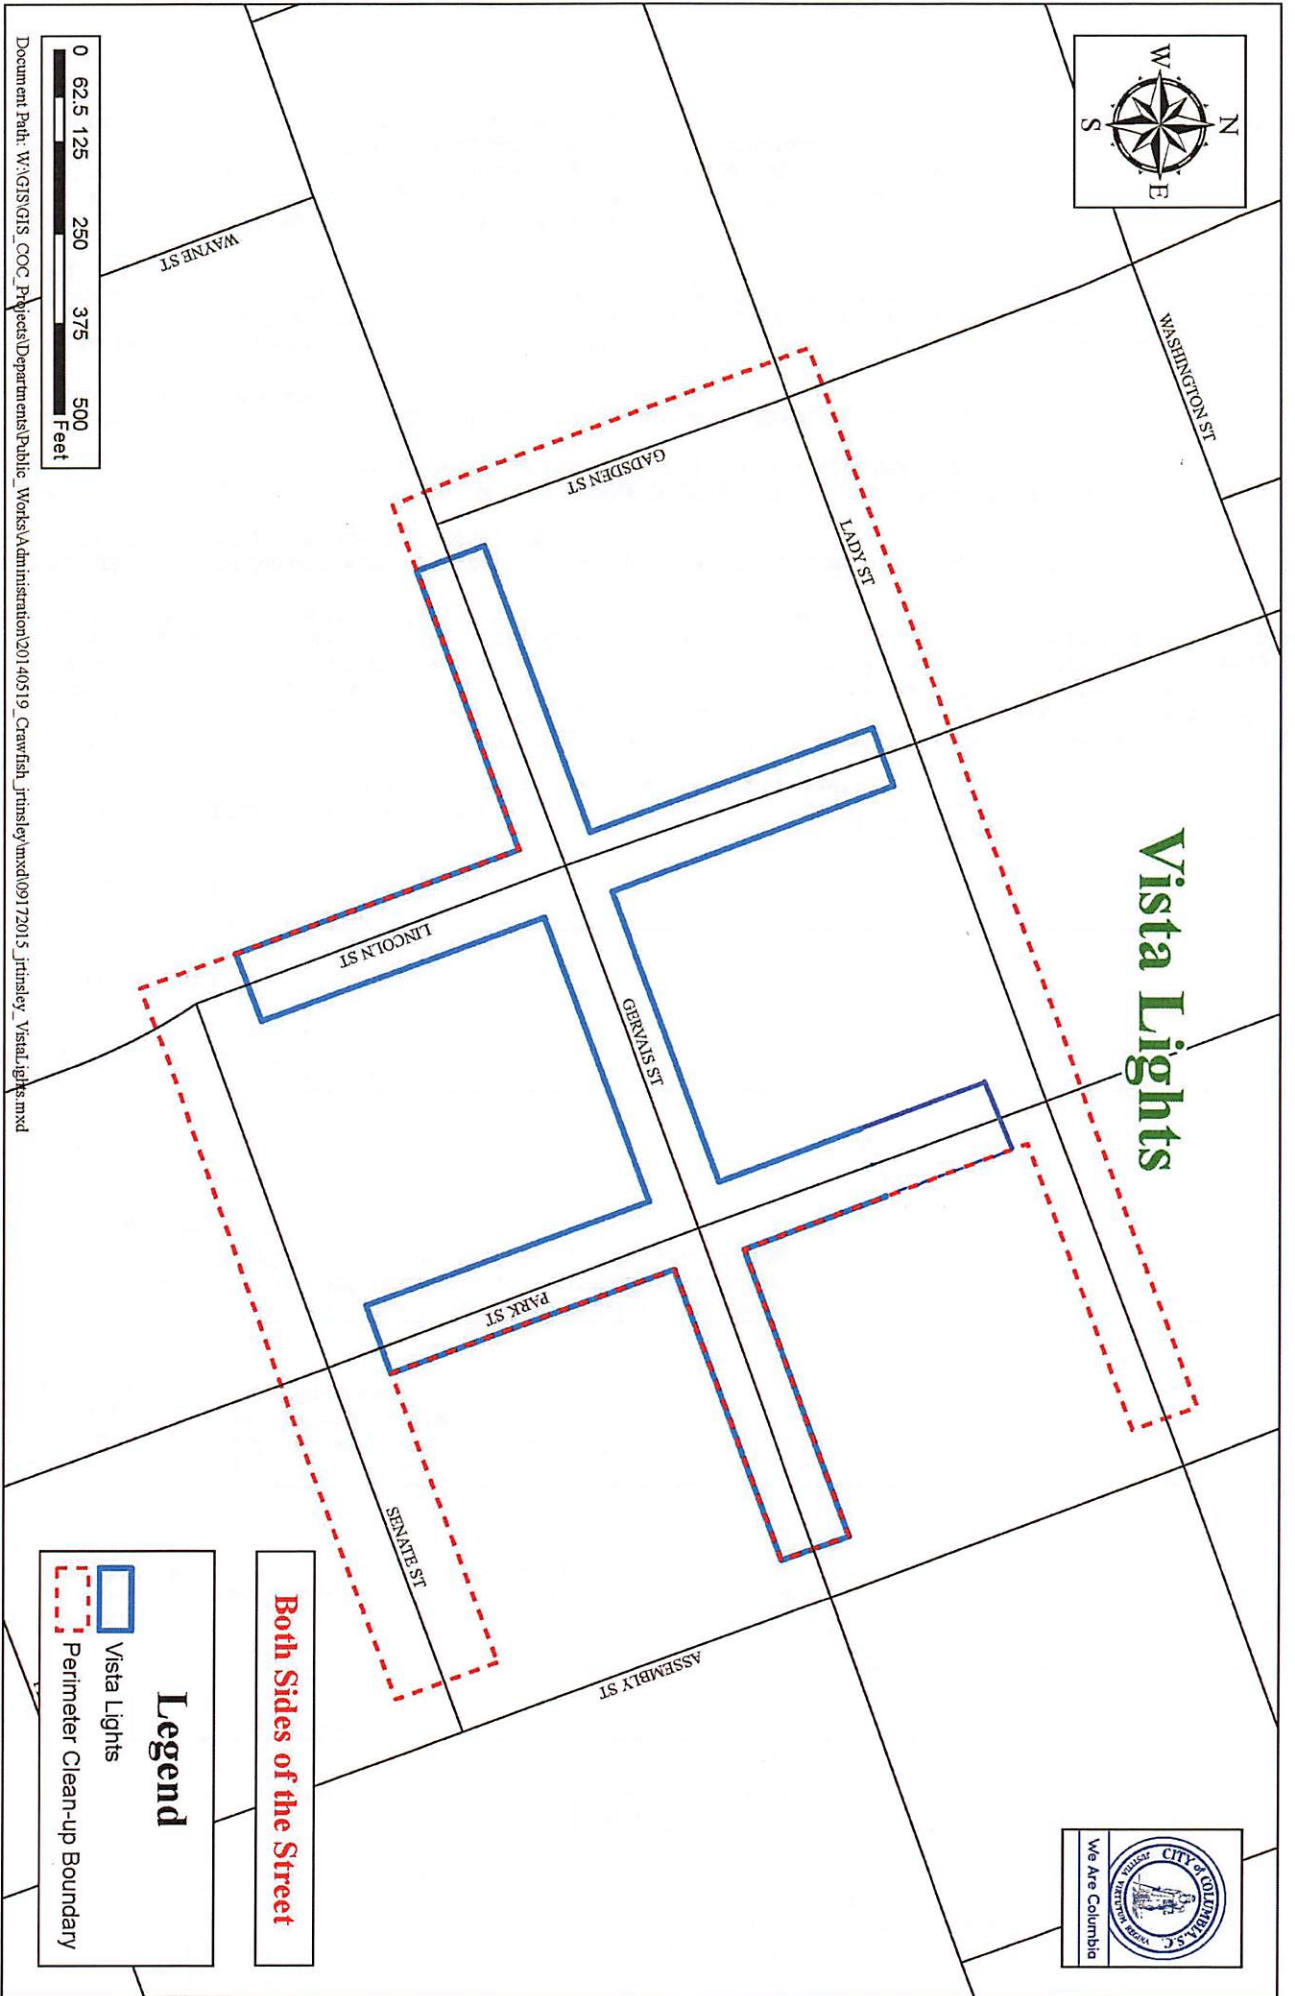 Vista Lights
N
W
E
S
CITY of COLUMBIA, S.C.
JUSTITIA VIRTUTUM REGINA
We Are Columbia
WASHINGTON ST
LADY ST
GADSDEN ST
GERVAIS ST
LINCOLN ST
PARK ST
WAYNE ST
SENATE ST
ASSEMBLY ST
Both Sides of the Street
Legend
Vista Lights
Perimeter Clean-up Boundary
0 62.5 125 250 375 500
Feet
Document Path: W:\GIS\GIS_COC_Projects\Departments\Public_Works\Administration\20140519_Crawfish_jrtinsley\mxd\09172015_jrtinsley_VistaLights.mxd